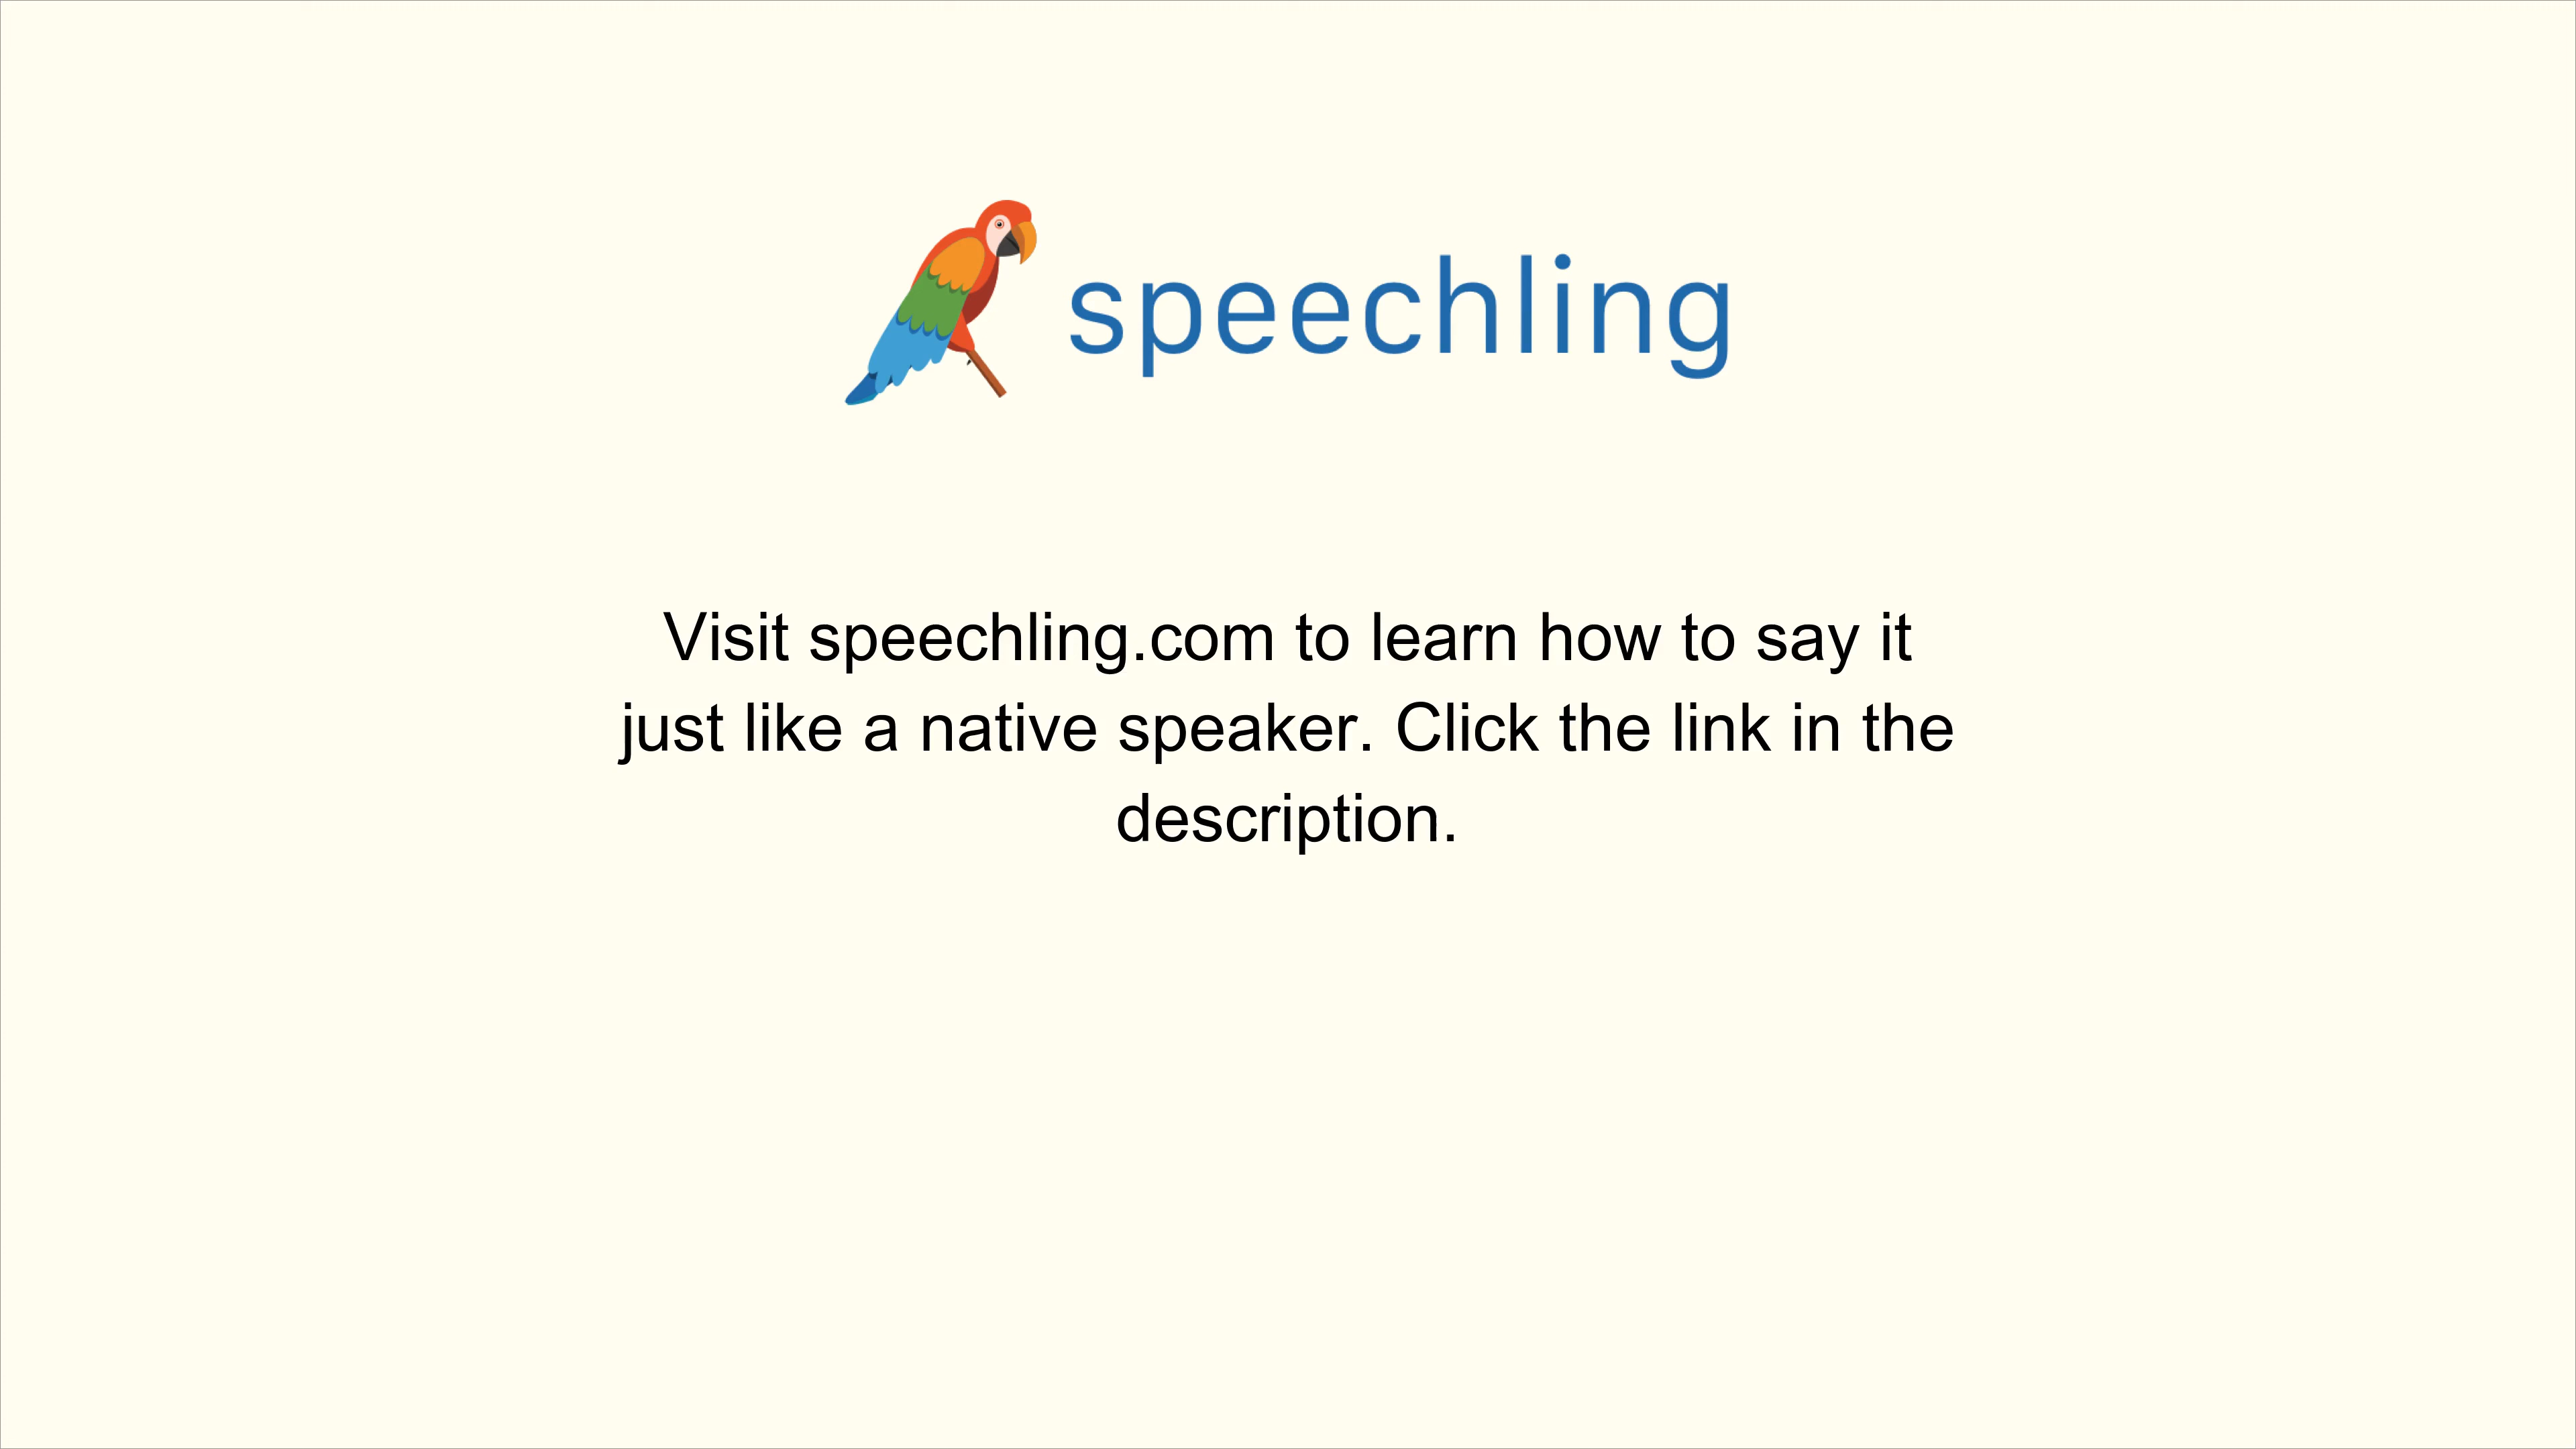 speechling
Visit speechling.com to learn how to say it
just like a native speaker. Click the link in the
description.